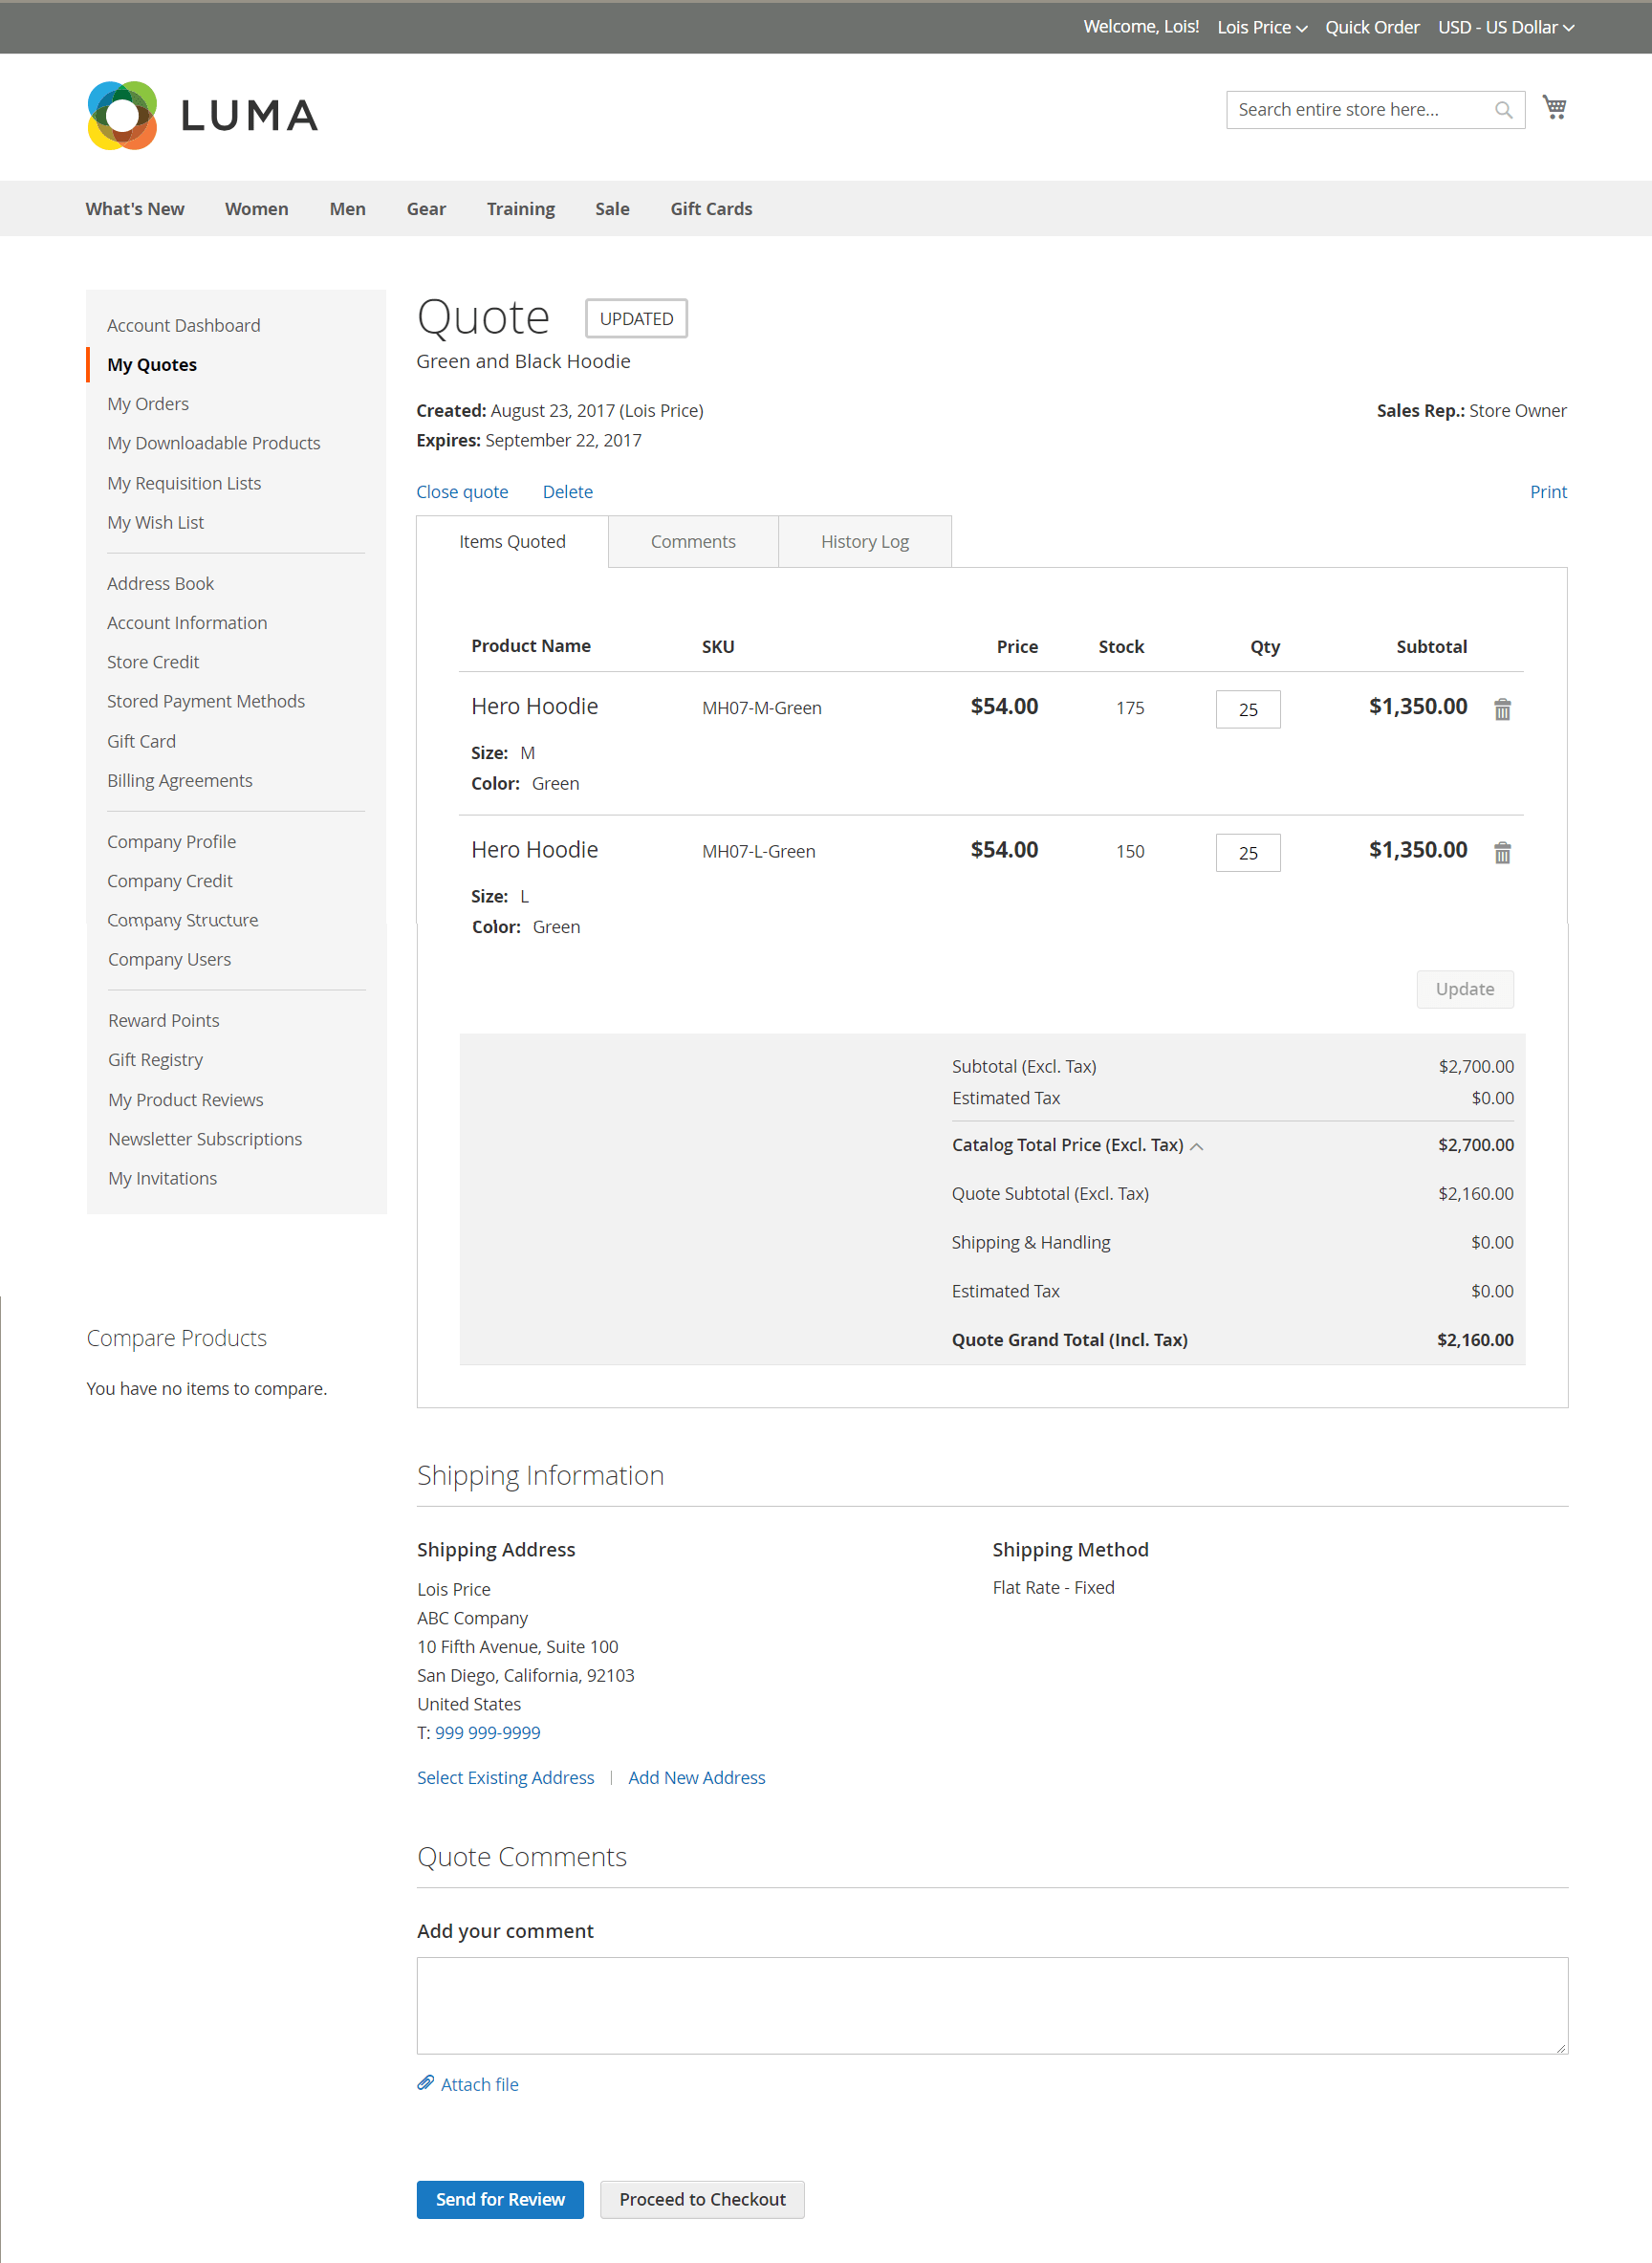 Welcome, Lois! Lois Price Quick Order USD - US Dollar
LUMA
Search entire store here...
What's New Women Men Gear Training Sale Gift Cards
Account Dashboard
My Quotes
My Orders
My Downloadable Products
My Requisition Lists
My Wish List
Address Book
Account Information
Store Credit
Stored Payment Methods
Gift Card
Billing Agreements
Company Profile
Company Credit
Company Structure
Company Users
Reward Points
Gift Registry
My Product Reviews
Newsletter Subscriptions
My Invitations
Compare Products
You have no items to compare.
Quote UPDATED
Green and Black Hoodie
Created: August 23, 2017 (Lois Price) Sales Rep.: Store Owner
Expires: September 22, 2017
Close quote Delete Print
Items Quoted Comments History Log
Product Name SKU Price Stock Qty Subtotal
Hero Hoodie MH07-M-Green $54.00 175 25 $1,350.00
Size: M
Color: Green
Hero Hoodie MH07-L-Green $54.00 150 25 $1,350.00
Size: L
Color: Green
Update
Subtotal (Excl. Tax) $2,700.00
Estimated Tax $0.00
Catalog Total Price (Excl. Tax) $2,700.00
Quote Subtotal (Excl. Tax) $2,160.00
Shipping & Handling $0.00
Estimated Tax $0.00
Quote Grand Total (Incl. Tax) $2,160.00
Shipping Information
Shipping Address
Lois Price
ABC Company
10 Fifth Avenue, Suite 100
San Diego, California, 92103
United States
T: 999 999-9999
Select Existing Address | Add New Address
Shipping Method
Flat Rate - Fixed
Quote Comments
Add your comment
Attach file
Send for Review Proceed to Checkout